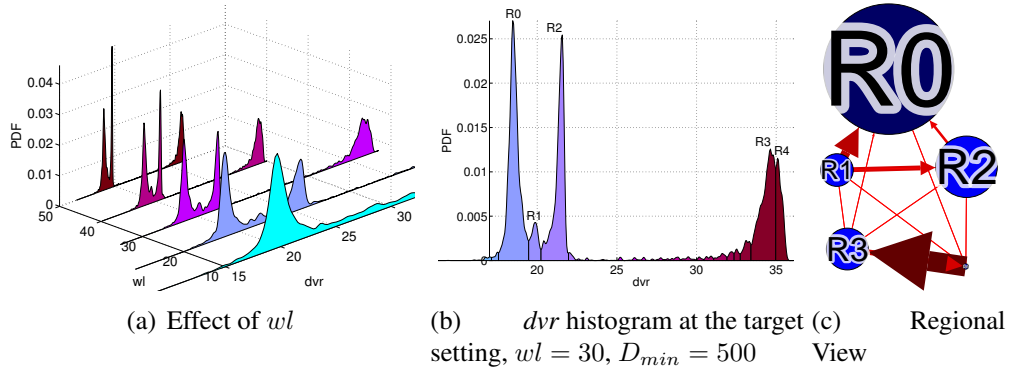 PDF
0.04
0.03
0.02
0.01
0
50
40
30
20
10
wl
15
20
25
30
dvr
PDF
0.025
0.02
0.015
0.01
0.005
0
R0
R1
R2
R3
R4
20
25
30
35
dvr
R0
R1
R2
R3
(a) Effect of wl
(b) dvr histogram at the target
setting, wl = 30, D_min = 500
(c) Regional
View